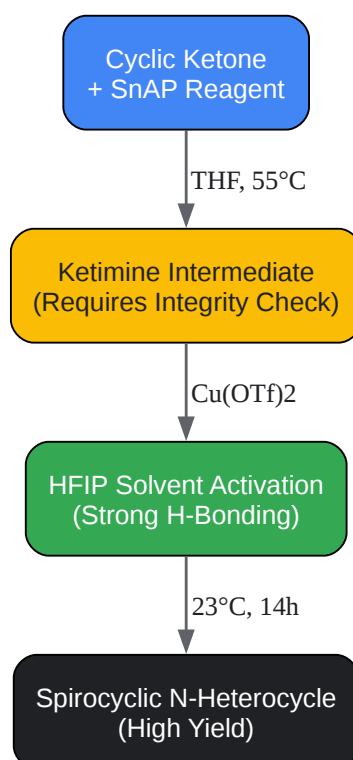 Cyclic Ketone
+ SnAP Reagent
THF, 55°C
Ketimine Intermediate
(Requires Integrity Check)
Cu(OTf)2
HFIP Solvent Activation
(Strong H-Bonding)
23°C, 14h
Spirocyclic N-Heterocycle
(High Yield)